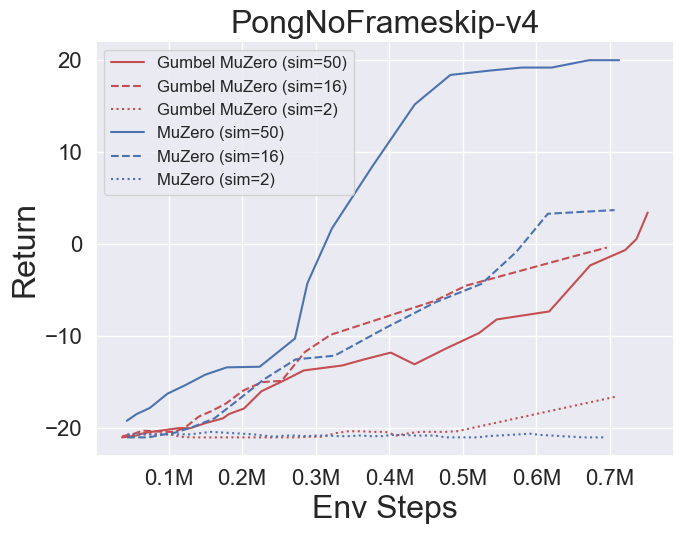 PongNoFrameskip-v4
Gumbel MuZero (sim=50)
Gumbel MuZero (sim=16)
Gumbel MuZero (sim=2)
MuZero (sim=50)
MuZero (sim=16)
MuZero (sim=2)
20
10
0
−10
−20
Return
0.1M 0.2M 0.3M 0.4M 0.5M 0.6M 0.7M
Env Steps